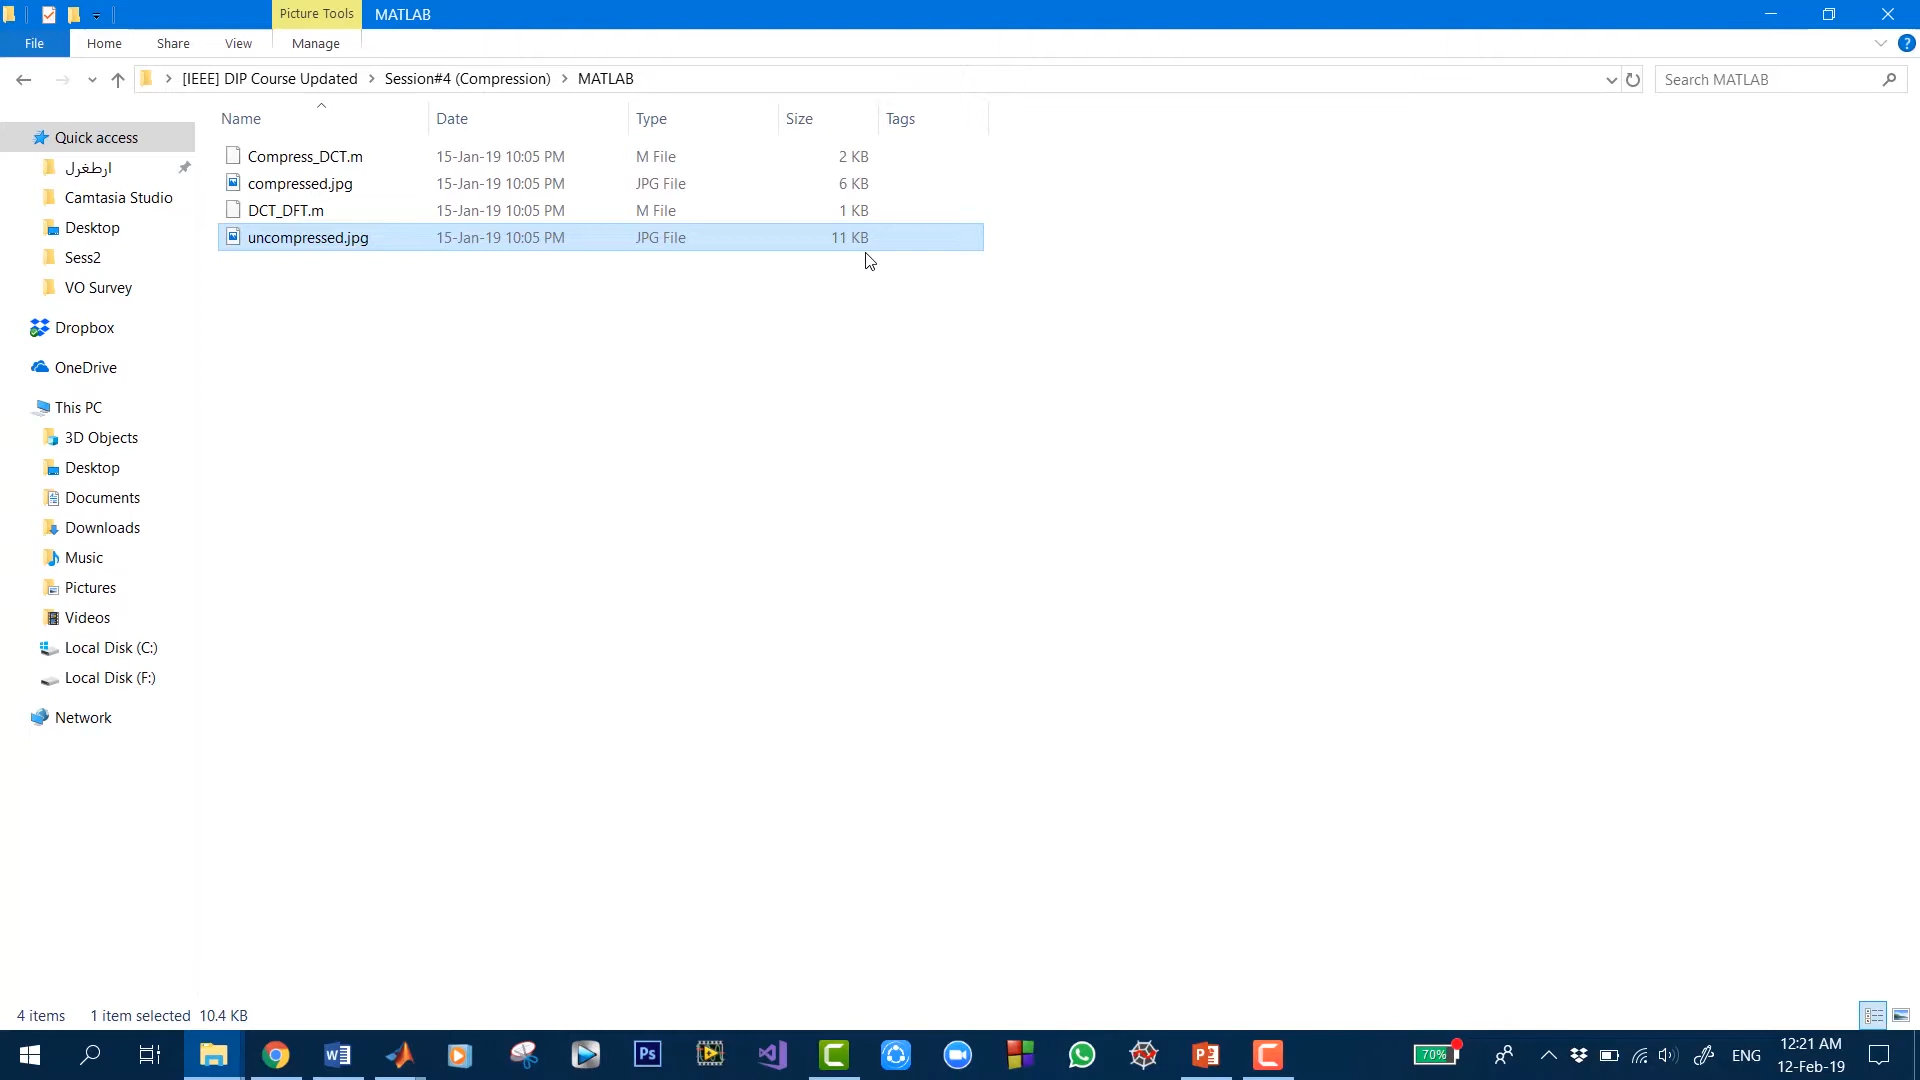 Picture Tools
MATLAB
File
Home
Share
View
Manage
[IEEE] DIP Course Updated
Session#4 (Compression)
MATLAB
Search MATLAB
Name
Date
Type
Size
Tags
Compress_DCT.m 15-Jan-19 10:05 PM M File 2 KB
compressed.jpg 15-Jan-19 10:05 PM JPG File 6 KB
DCT_DFT.m 15-Jan-19 10:05 PM M File 1 KB
uncompressed.jpg 15-Jan-19 10:05 PM JPG File 11 KB
Quick access
ارطغرل
Camtasia Studio
Desktop
Sess2
VO Survey
Dropbox
OneDrive
This PC
3D Objects
Desktop
Documents
Downloads
Music
Pictures
Videos
Local Disk (C:)
Local Disk (F:)
Network
4 items 1 item selected 10.4 KB
Ps
70%
ENG
12:21 AM
12-Feb-19